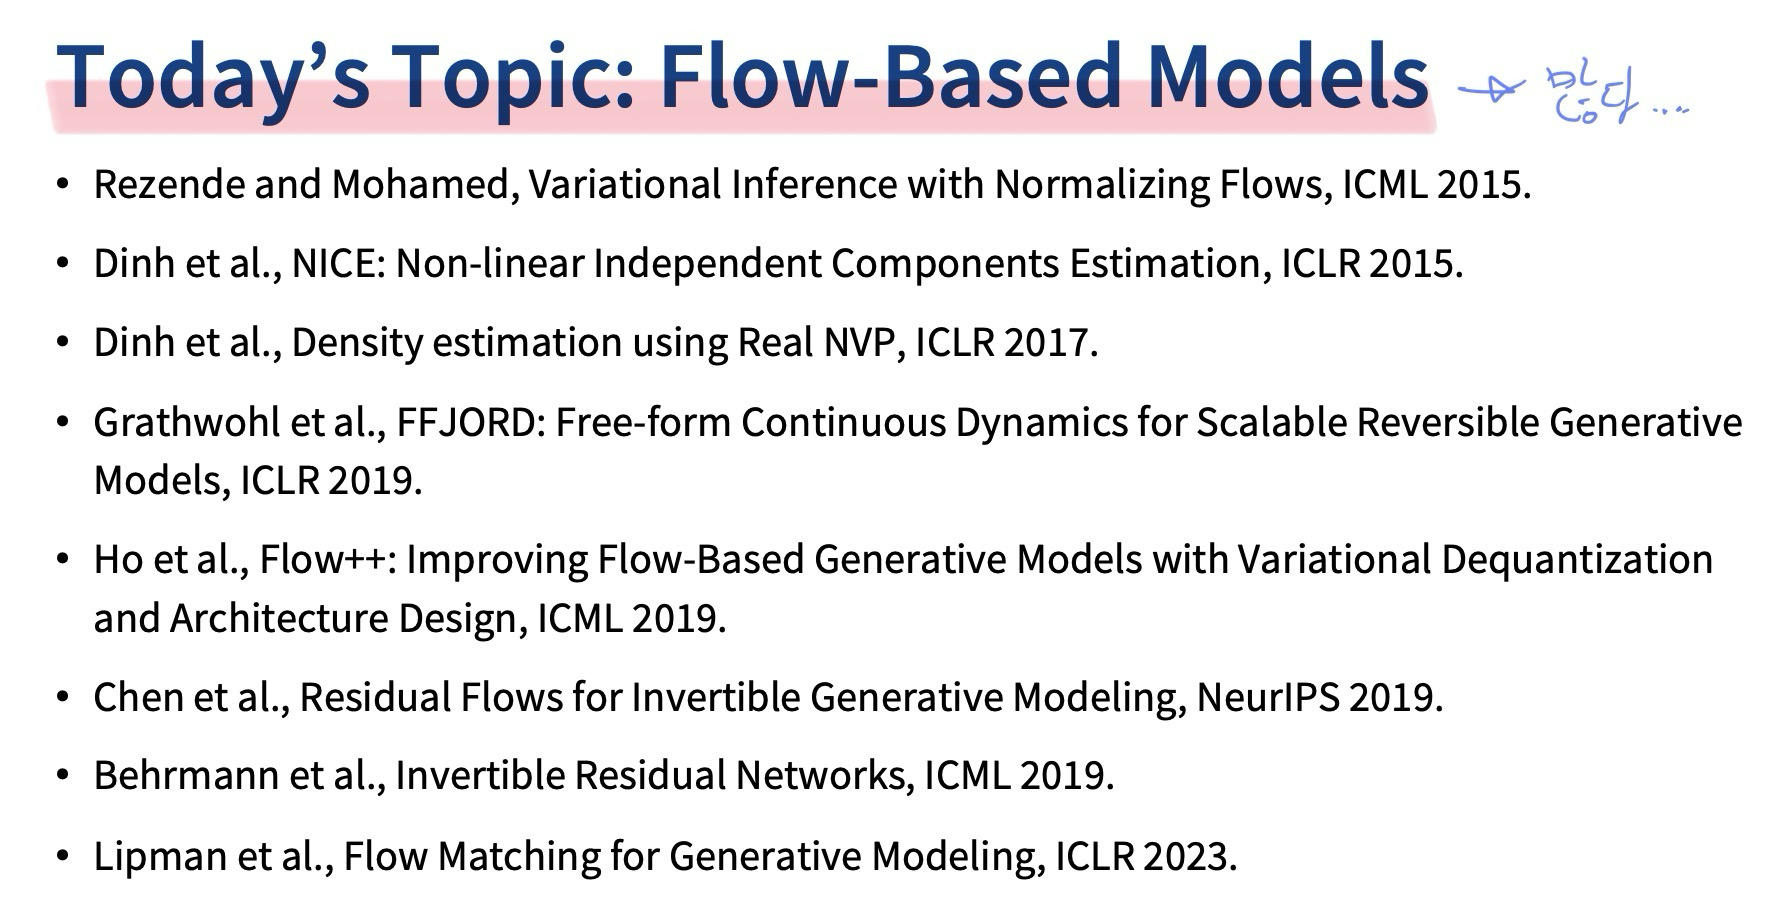 Today's Topic: Flow-Based Models → 많다....
• Rezende and Mohamed, Variational Inference with Normalizing Flows, ICML 2015.
• Dinh et al., NICE: Non-linear Independent Components Estimation, ICLR 2015.
• Dinh et al., Density estimation using Real NVP, ICLR 2017.
• Grathwohl et al., FFJORD: Free-form Continuous Dynamics for Scalable Reversible Generative
Models, ICLR 2019.
• Ho et al., Flow++: Improving Flow-Based Generative Models with Variational Dequantization
and Architecture Design, ICML 2019.
• Chen et al., Residual Flows for Invertible Generative Modeling, NeurIPS 2019.
• Behrmann et al., Invertible Residual Networks, ICML 2019.
• Lipman et al., Flow Matching for Generative Modeling, ICLR 2023.